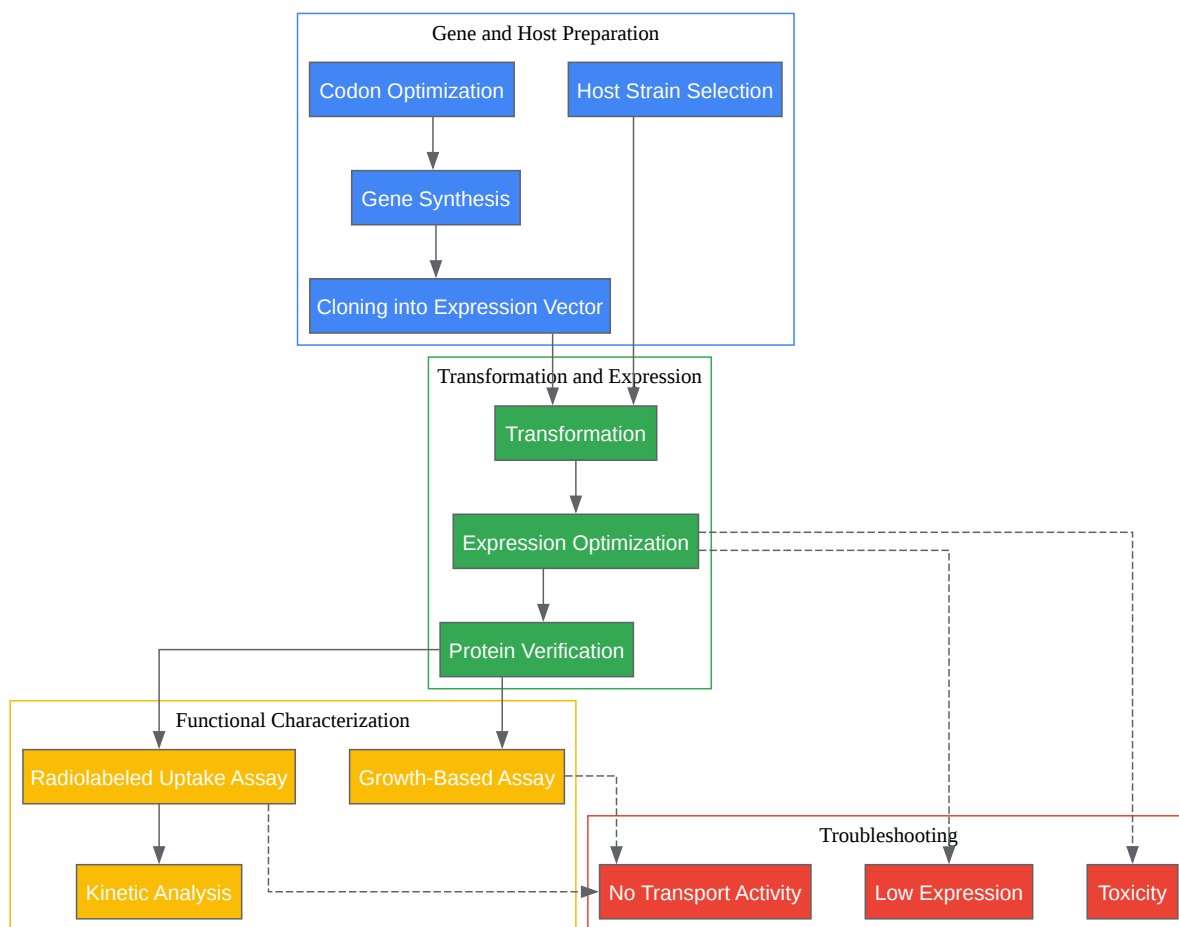 Gene and Host Preparation
Codon Optimization
Host Strain Selection
Gene Synthesis
Cloning into Expression Vector
Transformation and Expression
Transformation
Expression Optimization
Protein Verification
Functional Characterization
Radiolabeled Uptake Assay
Growth-Based Assay
Kinetic Analysis
Troubleshooting
No Transport Activity
Low Expression
Toxicity